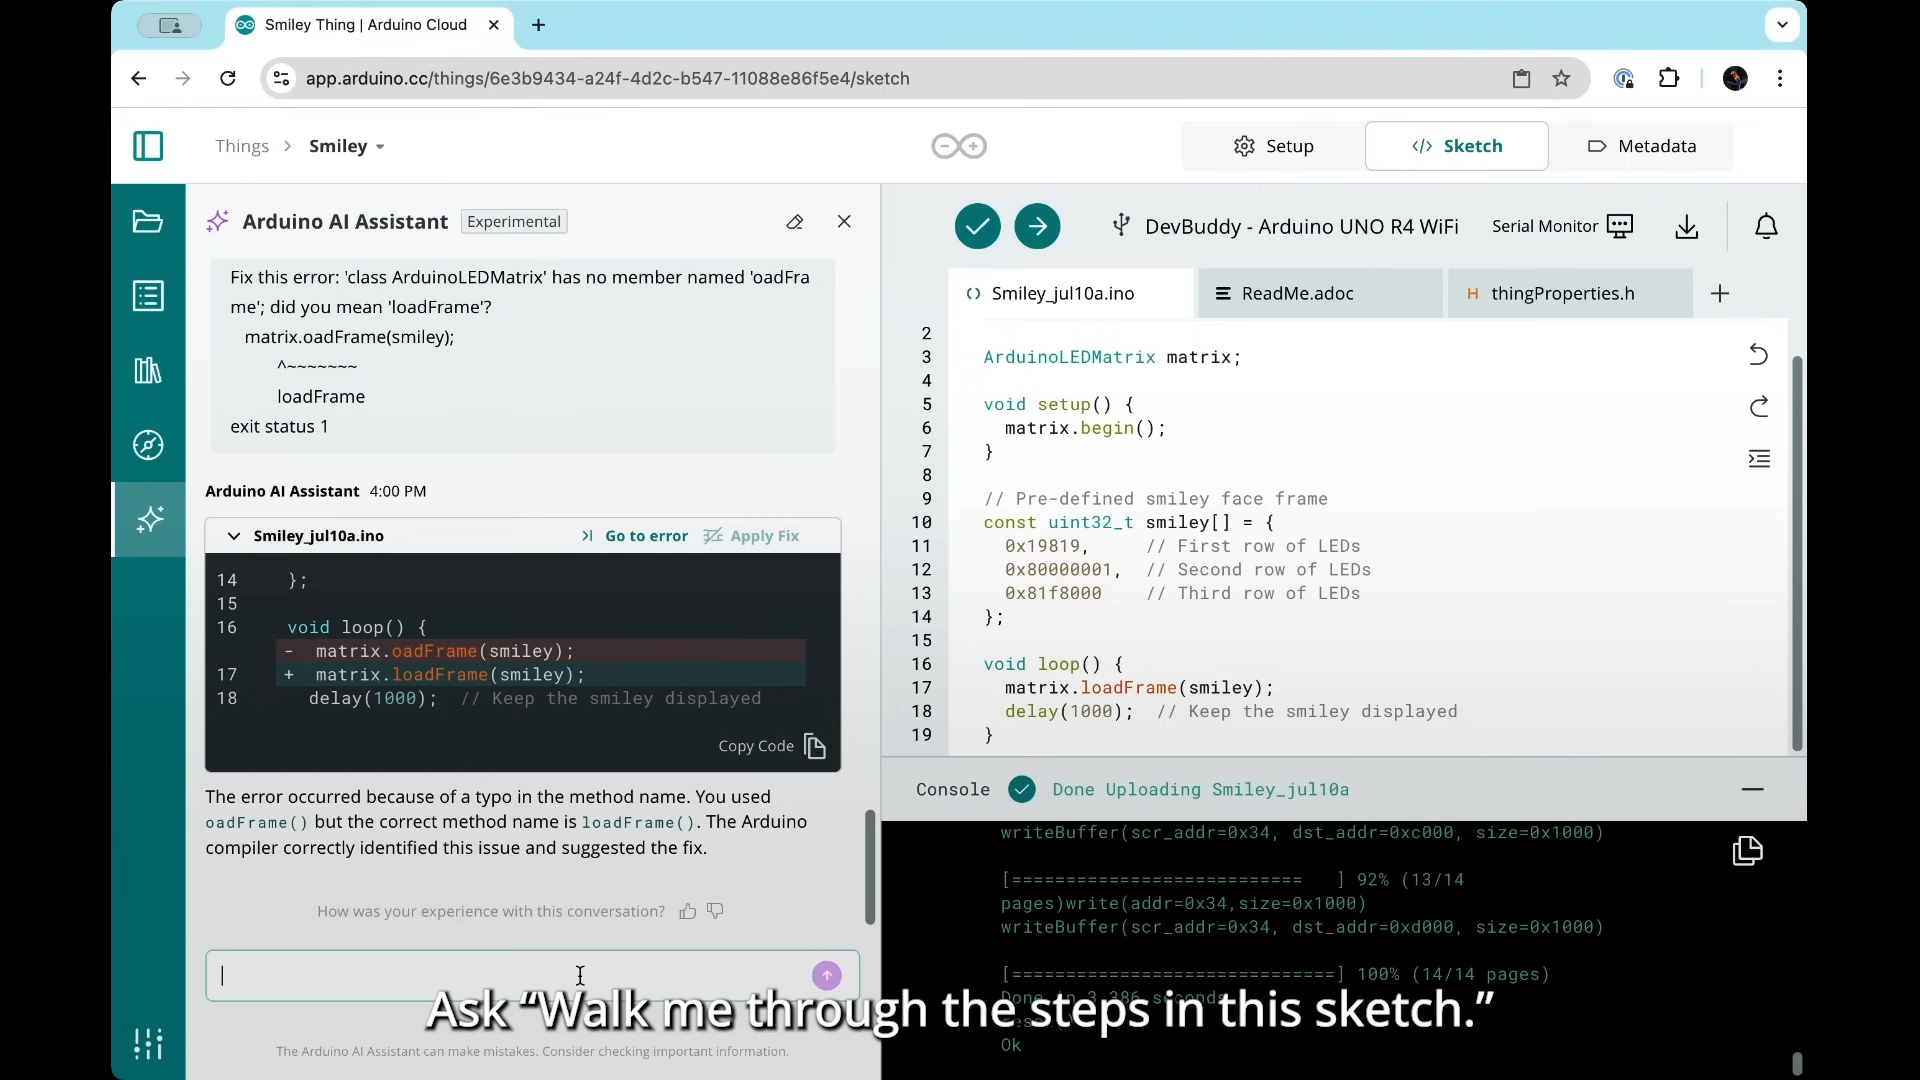 Smiley Thing | Arduino Cloud
app.arduino.cc/things/6e3b9434-a24f-4d2c-b547-11088e86f5e4/sketch
Things > Smiley
Setup
</> Sketch
Metadata
Arduino AI Assistant Experimental
Fix this error: 'class ArduinoLEDMatrix' has no member named 'oadFra
me'; did you mean 'loadFrame'?
matrix.oadFrame(smiley);
^~~~~~~~
loadFrame
exit status 1
Arduino AI Assistant 4:00 PM
Smiley_jul10a.ino
Go to error
Apply Fix
14 };
15
16 void loop() {
- matrix.oadFrame(smiley);
17 + matrix.loadFrame(smiley);
18 delay(1000); // Keep the smiley displayed
Copy Code
The error occurred because of a typo in the method name. You used
oadFrame() but the correct method name is loadFrame(). The Arduino
compiler correctly identified this issue and suggested the fix.
How was your experience with this conversation?
The Arduino AI Assistant can make mistakes. Consider checking important information.
DevBuddy - Arduino UNO R4 WiFi
Serial Monitor
Smiley_jul10a.ino
ReadMe.adoc
H thingProperties.h
2
3 ArduinoLEDMatrix matrix;
4
5 void setup() {
6 matrix.begin();
7 }
8
9 // Pre-defined smiley face frame
10 const uint32_t smiley[] = {
11 0x19819, // First row of LEDs
12 0x80000001, // Second row of LEDs
13 0x81f8000 // Third row of LEDs
14 };
15
16 void loop() {
17 matrix.loadFrame(smiley);
18 delay(1000); // Keep the smiley displayed
19 }
Console Done Uploading Smiley_jul10a
writeBuffer(scr_addr=0x34, dst_addr=0xc000, size=0x1000)
[=========================== ] 92% (13/14
pages)write(addr=0x34,size=0x1000)
writeBuffer(scr_addr=0x34, dst_addr=0xd000, size=0x1000)
[==============================] 100% (14/14 pages)
Done in 3.386 seconds
Ok
Ask “Walk me through the steps in this sketch.”